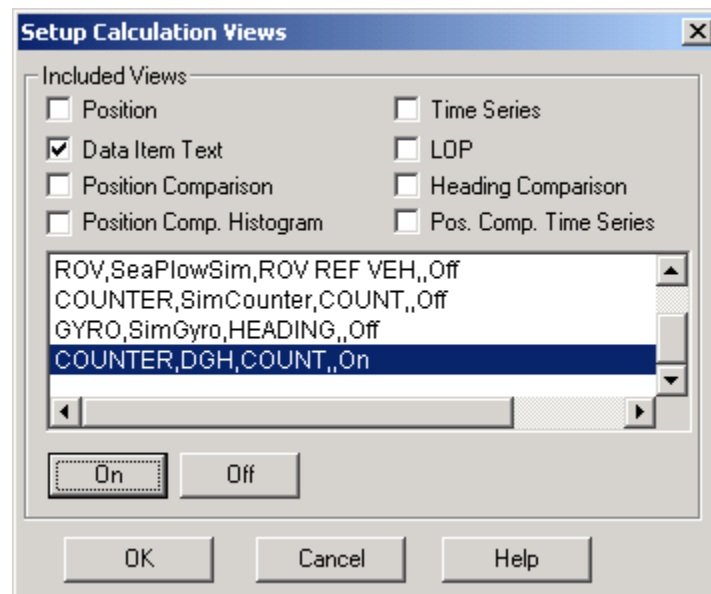 Setup Calculation Views
Included Views
Position
Time Series
Data Item Text
LOP
Position Comparison
Heading Comparison
Position Comp. Histogram
Pos. Comp. Time Series
ROV,SeaPlowSim,ROV REF VEH,,Off
COUNTER,SimCounter,COUNT,,Off
GYRO,SimGyro,HEADING,,Off
COUNTER,DGH,COUNT,,On
On
Off
OK
Cancel
Help